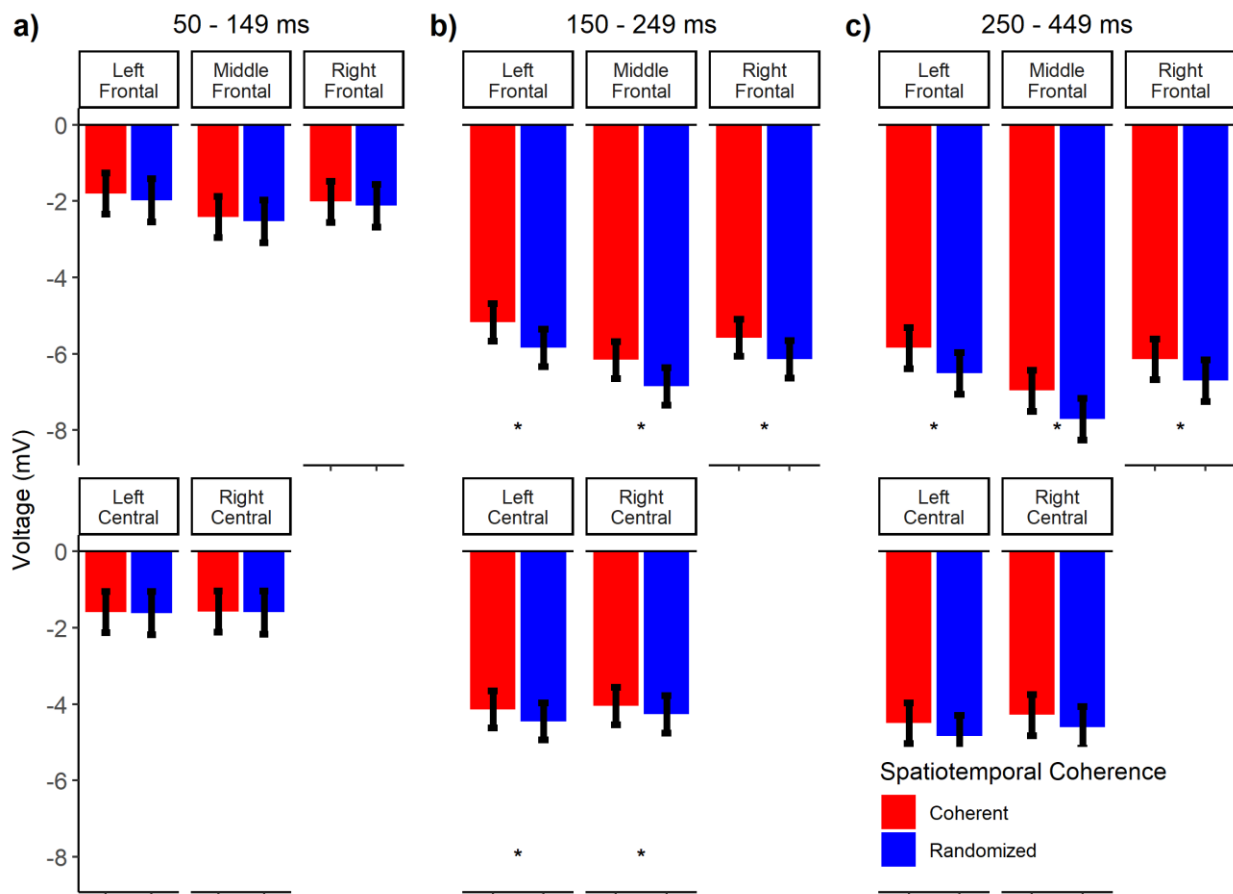 a) 50 - 149 ms b) 150 - 249 ms c) 250 - 449 ms
Left Middle Right Left Middle Right Left Middle Right
Frontal Frontal Frontal Frontal Frontal Frontal Frontal Frontal Frontal
0
-2
-4
-6
-8
* * * * * *
Voltage (mV)
Left Right Left Right Left Right
Central Central Central Central Central Central
0
-2
-4
-6
-8
* *
Spatiotemporal Coherence
Coherent
Randomized